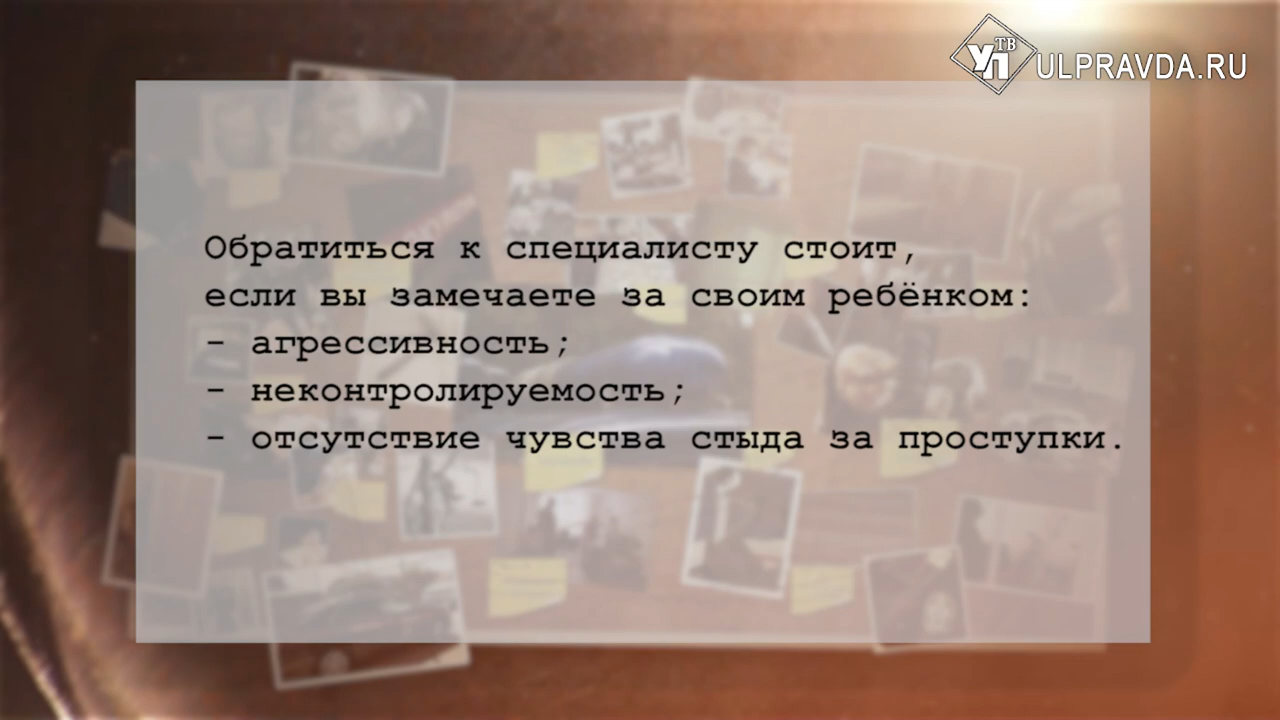 УП ТВ
ULPRAVDA.RU
Обратиться к специалисту стоит,
если вы замечаете за своим ребёнком:
- агрессивность;
- неконтролируемость;
- отсутствие чувства стыда за проступки.